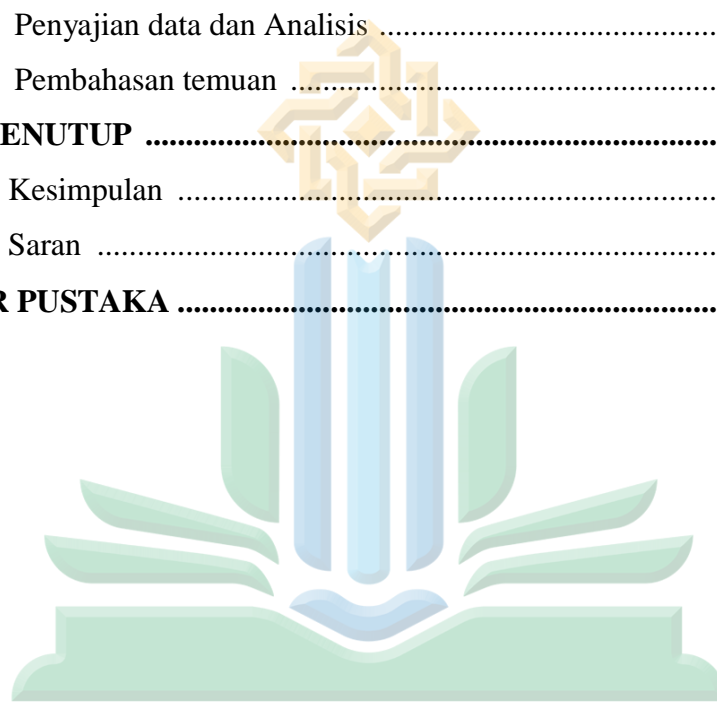 Penyajian data dan Analisis ..........................................
Pembahasan temuan .....................................................
ENUTUP .......................................................................
Kesimpulan ...................................................................
Saran .............................................................................
R PUSTAKA ...................................................................